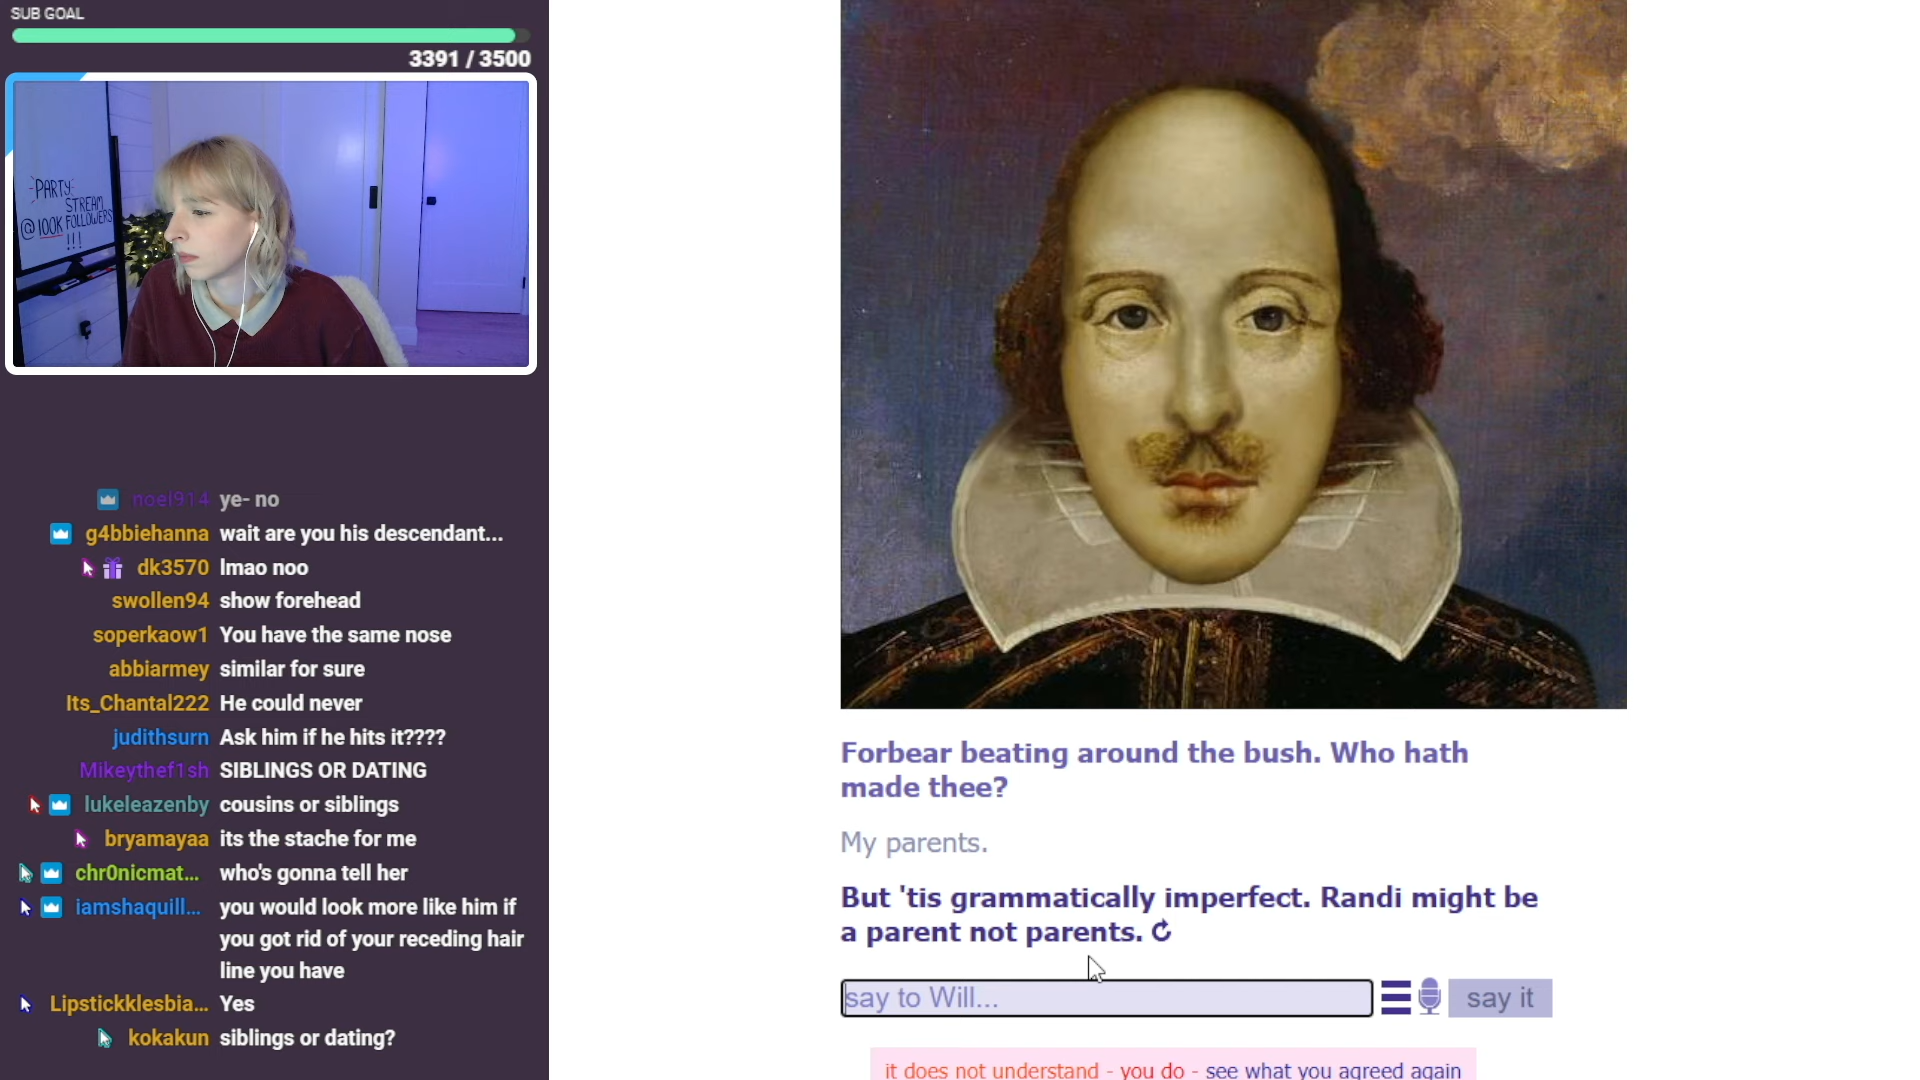 SUB GOAL
3391 / 3500
PARTY
STREAM
@100K FOLLOWERS
!!!
noel914 ye- no
g4bbiehanna wait are you his descendant...
dk3570 lmao noo
swollen94 show forehead
soperkaow1 You have the same nose
abbiarmey similar for sure
Its_Chantal222 He could never
judithsurn Ask him if he hits it????
Mikeythef1sh SIBLINGS OR DATING
lukeleazenby cousins or siblings
bryamayaa its the stache for me
chr0nicmat... who's gonna tell her
iamshaquill... you would look more like him if
you got rid of your receding hair
line you have
Lipstickklesbia... Yes
kokakun siblings or dating?
Forbear beating around the bush. Who hath
made thee?
My parents.
But 'tis grammatically imperfect. Randi might be
a parent not parents.
say to Will...
say it
it does not understand - you do - see what you agreed again